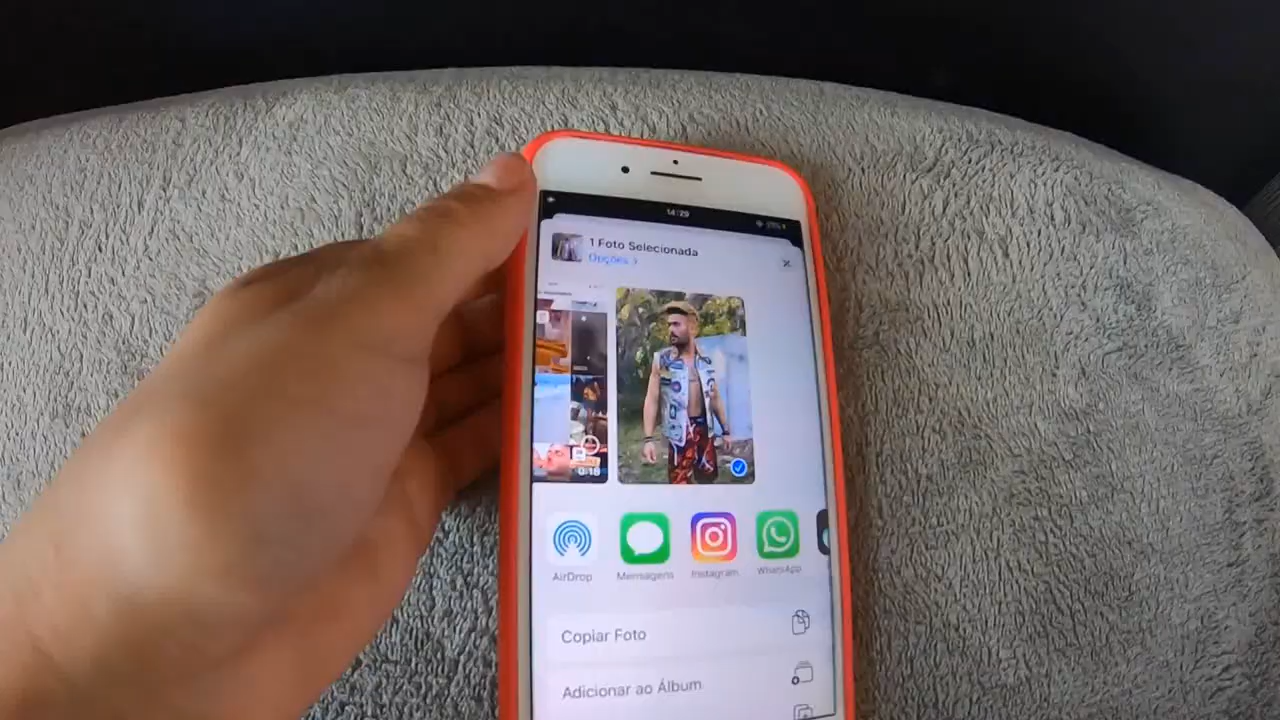 14:29
1 Foto Selecionada
Opções >
0:18
AirDrop
Mensagens
Instagram
WhatsApp
Copiar Foto
Adicionar ao Álbum